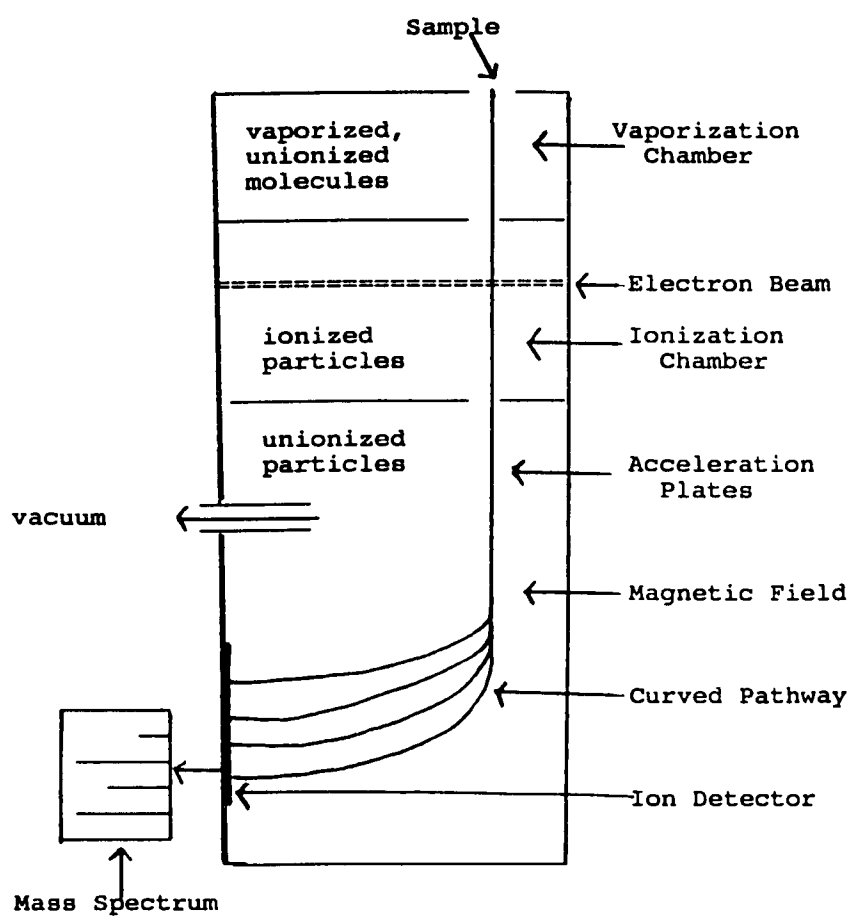 Sample
vaporized,
unionized
molecules
Vaporization
Chamber
Electron Beam
ionized
particles
Ionization
Chamber
unionized
particles
Acceleration
Plates
vacuum
Magnetic Field
Curved Pathway
Ion Detector
Mass Spectrum